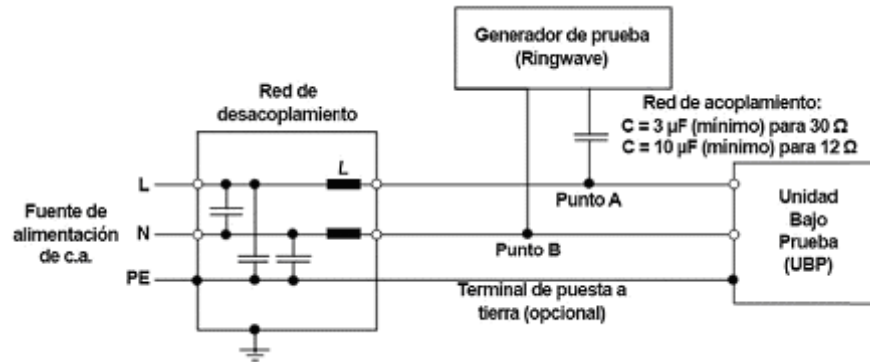 Generador de prueba
(Ringwave)
Red de
desacoplamiento
Red de acoplamiento:
C = 3 µF (mínimo) para 30 Ω
C = 10 µF (mínimo) para 12 Ω
L
L
Punto A
Fuente de
alimentación
de c.a.
N
Punto B
Unidad
Bajo
Prueba
(UBP)
PE
Terminal de puesta a
tierra (opcional)